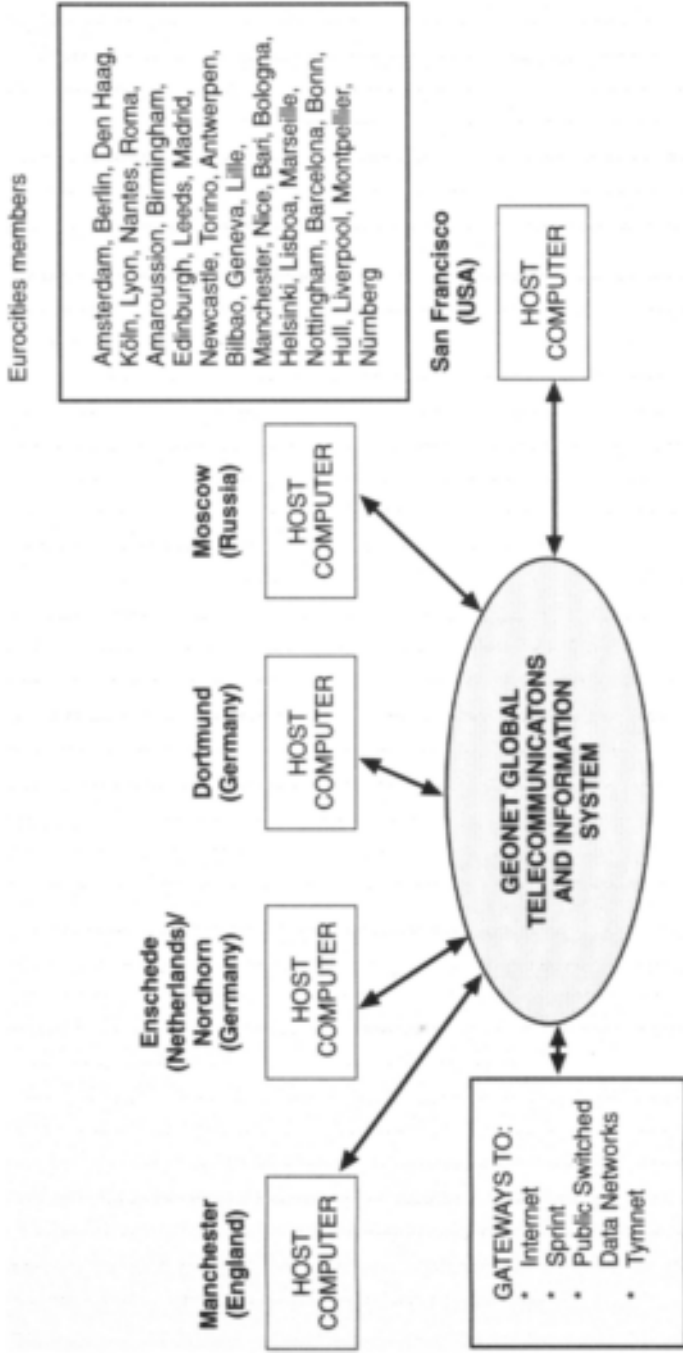 Eurocities members
Amsterdam, Berlin, Den Haag,
Köln, Lyon, Nantes, Roma,
Amaroussion, Birmingham,
Edinburgh, Leeds, Madrid,
Newcastle, Torino, Antwerpen,
Bilbao, Geneva, Lille,
Manchester, Nice, Bari, Bologna,
Helsinki, Lisboa, Marseille,
Nottingham, Barcelona, Bonn,
Hull, Liverpool, Montpellier,
Nürnberg
Manchester
(England)
HOST
COMPUTER
Enschede
(Netherlands)/
Nordhorn
(Germany)
HOST
COMPUTER
Dortmund
(Germany)
HOST
COMPUTER
Moscow
(Russia)
HOST
COMPUTER
San Francisco
(USA)
HOST
COMPUTER
GEONET GLOBAL
TELECOMMUNICATONS
AND INFORMATION
SYSTEM
GATEWAYS TO:
* Internet
* Sprint
* Public Switched
Data Networks
* Tymnet